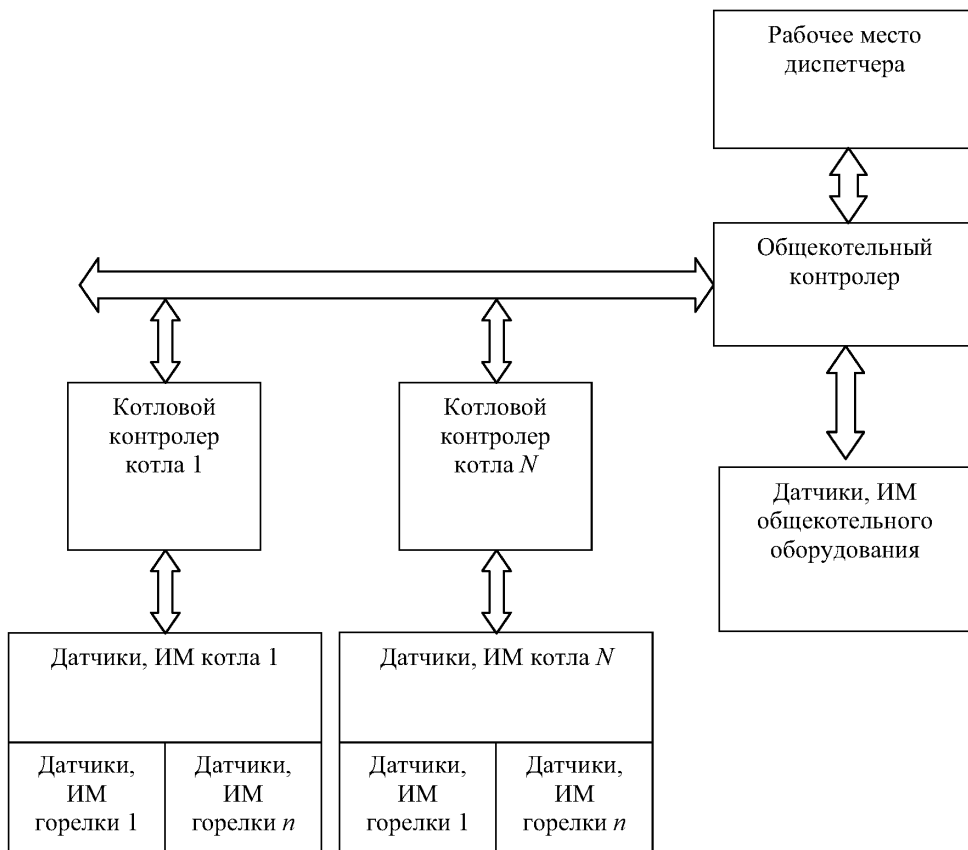 Рабочее место
диспетчера
Общекотельный
контролер
Котловой
контролер
котла 1
Котловой
контролер
котла N
Датчики, ИМ
общекотельного
оборудования
Датчики, ИМ котла 1
Датчики,
ИМ
горелки 1
Датчики,
ИМ
горелки n
Датчики, ИМ котла N
Датчики,
ИМ
горелки 1
Датчики,
ИМ
горелки n